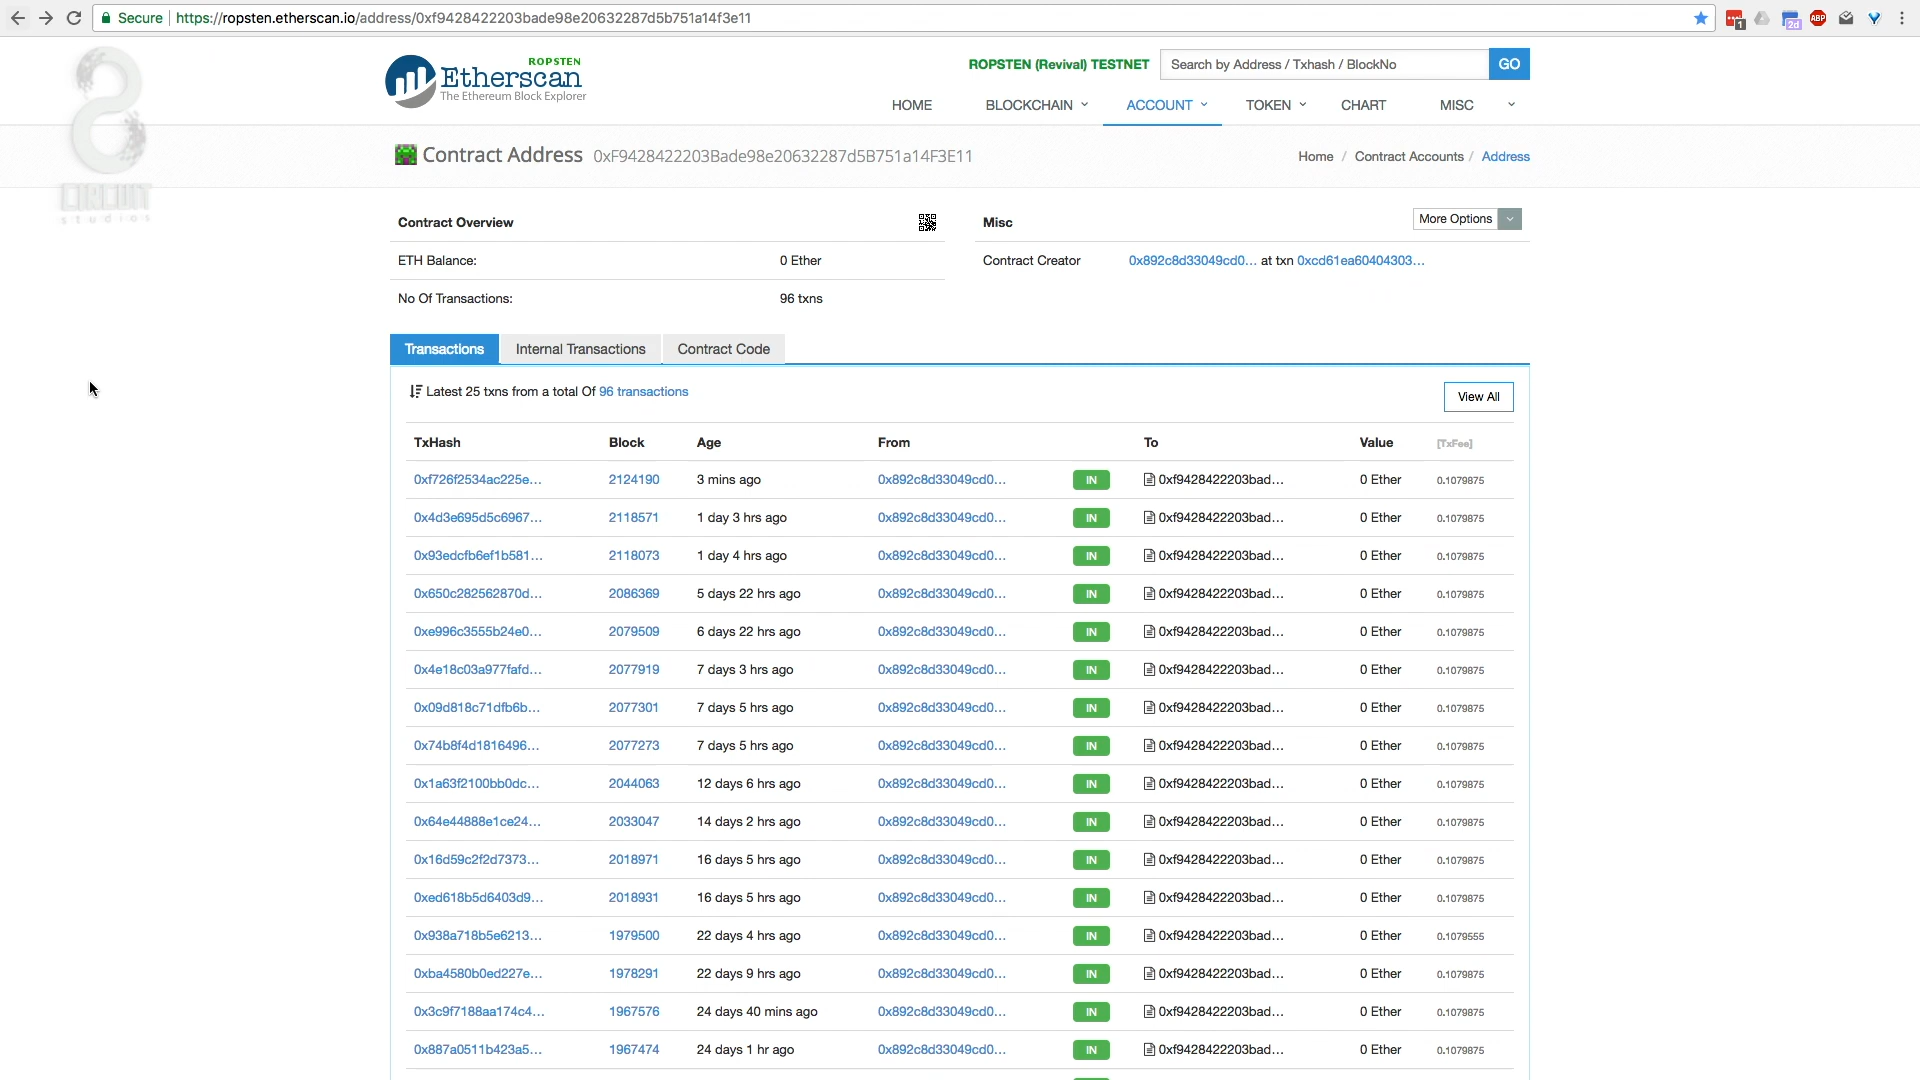 Secure https://ropsten.etherscan.io/address/0xf9428422203bade98e20632287d5b751a14f3e11
1
2d
ABP
CIRCUIT
studios
ROPSTEN
Etherscan
The Ethereum Block Explorer
ROPSTEN (Revival) TESTNET Search by Address / Txhash / BlockNo GO
HOME BLOCKCHAIN ACCOUNT TOKEN CHART MISC
Contract Address 0xF9428422203Bade98e20632287d5B751a14F3E11
Home / Contract Accounts / Address
Contract Overview
ETH Balance: 0 Ether
No Of Transactions: 96 txns
Misc More Options
Contract Creator 0x892c8d33049cd0... at txn 0xcd61ea60404303...
Transactions Internal Transactions Contract Code
Latest 25 txns from a total Of 96 transactions View All
TxHash Block Age From To Value [TxFee]
0xf726f2534ac225e... 2124190 3 mins ago 0x892c8d33049cd0... IN 0xf9428422203bad... 0 Ether 0.1079875
0x4d3e695d5c6967... 2118571 1 day 3 hrs ago 0x892c8d33049cd0... IN 0xf9428422203bad... 0 Ether 0.1079875
0x93edcfb6ef1b581... 2118073 1 day 4 hrs ago 0x892c8d33049cd0... IN 0xf9428422203bad... 0 Ether 0.1079875
0x650c282562870d... 2086369 5 days 22 hrs ago 0x892c8d33049cd0... IN 0xf9428422203bad... 0 Ether 0.1079875
0xe996c3555b24e0... 2079509 6 days 22 hrs ago 0x892c8d33049cd0... IN 0xf9428422203bad... 0 Ether 0.1079875
0x4e18c03a977fafd... 2077919 7 days 3 hrs ago 0x892c8d33049cd0... IN 0xf9428422203bad... 0 Ether 0.1079875
0x09d818c71dfb6b... 2077301 7 days 5 hrs ago 0x892c8d33049cd0... IN 0xf9428422203bad... 0 Ether 0.1079875
0x74b8f4d1816496... 2077273 7 days 5 hrs ago 0x892c8d33049cd0... IN 0xf9428422203bad... 0 Ether 0.1079875
0x1a63f2100bb0dc... 2044063 12 days 6 hrs ago 0x892c8d33049cd0... IN 0xf9428422203bad... 0 Ether 0.1079875
0x64e44888e1ce24... 2033047 14 days 2 hrs ago 0x892c8d33049cd0... IN 0xf9428422203bad... 0 Ether 0.1079875
0x16d59c2f2d7373... 2018971 16 days 5 hrs ago 0x892c8d33049cd0... IN 0xf9428422203bad... 0 Ether 0.1079875
0xed618b5d6403d9... 2018931 16 days 5 hrs ago 0x892c8d33049cd0... IN 0xf9428422203bad... 0 Ether 0.1079875
0x938a718b5e6213... 1979500 22 days 4 hrs ago 0x892c8d33049cd0... IN 0xf9428422203bad... 0 Ether 0.1079555
0xba4580b0ed227e... 1978291 22 days 9 hrs ago 0x892c8d33049cd0... IN 0xf9428422203bad... 0 Ether 0.1079875
0x3c9f7188aa174c4... 1967576 24 days 40 mins ago 0x892c8d33049cd0... IN 0xf9428422203bad... 0 Ether 0.1079875
0x887a0511b423a5... 1967474 24 days 1 hr ago 0x892c8d33049cd0... IN 0xf9428422203bad... 0 Ether 0.1079875